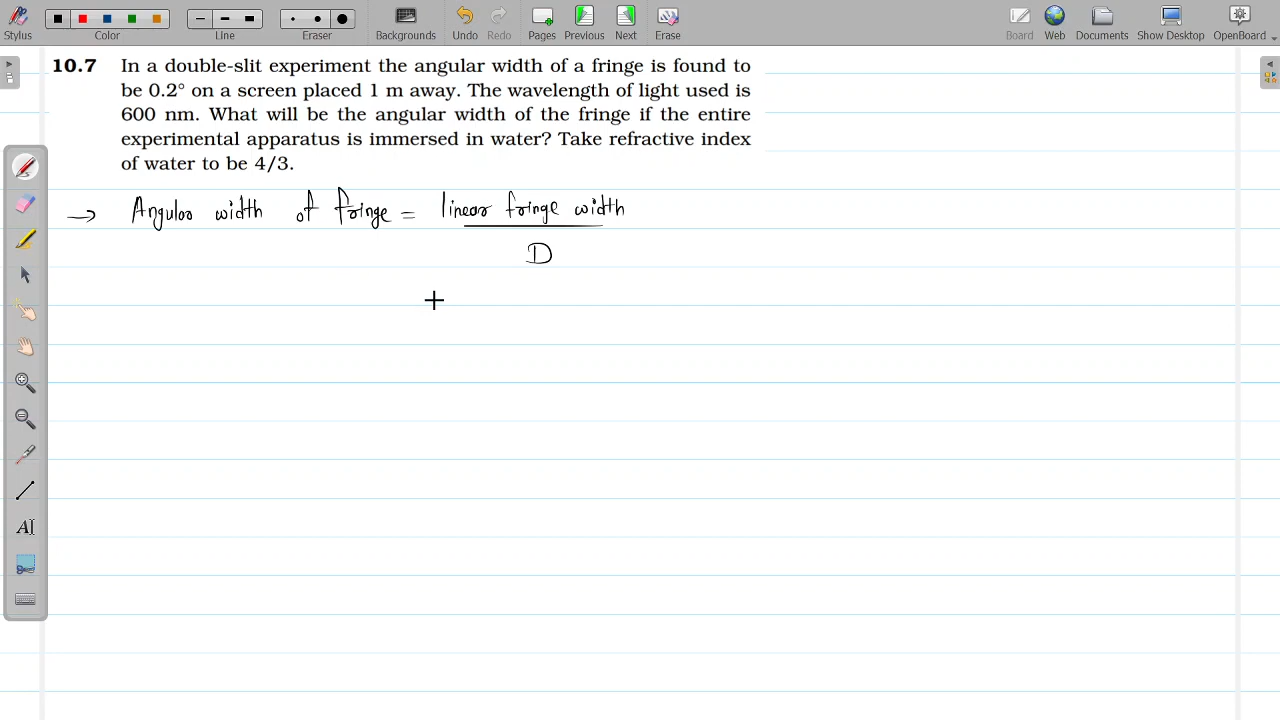 Stylus Color Line Eraser Backgrounds Undo Redo Pages Previous Next Erase Board Web Documents Show Desktop OpenBoard
10.7 In a double-slit experiment the angular width of a fringe is found to
be 0.2° on a screen placed 1 m away. The wavelength of light used is
600 nm. What will be the angular width of the fringe if the entire
experimental apparatus is immersed in water? Take refractive index
of water to be 4/3.
→ Angular width of fringe = linear fringe width
D
AI